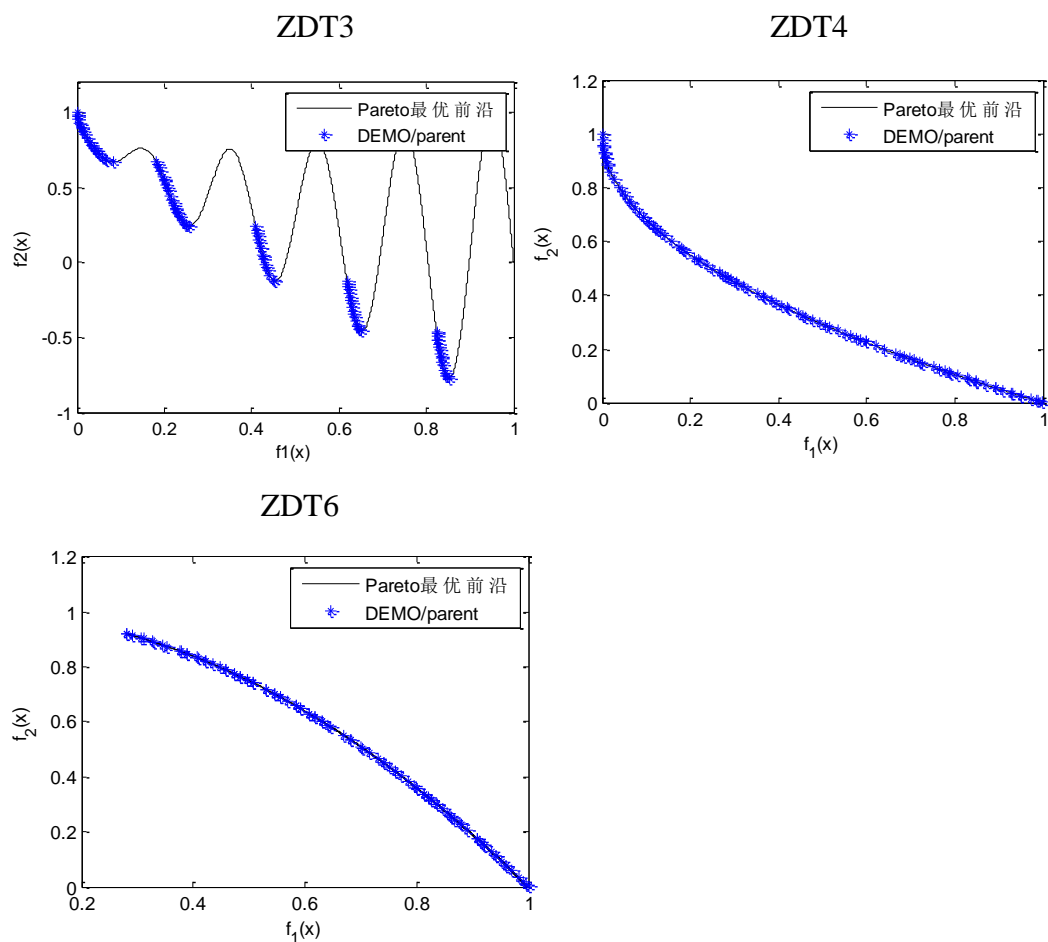 ZDT3
ZDT4
Pareto最优前沿
DEMO/parent
1
0.5
0
-0.5
-1
f2(x)
0 0.2 0.4 0.6 0.8 1
f1(x)
Pareto最优前沿
DEMO/parent
1.2
1
0.8
0.6
0.4
0.2
0
f_2(x)
0 0.2 0.4 0.6 0.8 1
f_1(x)
ZDT6
Pareto最优前沿
DEMO/parent
1.2
1
0.8
0.6
0.4
0.2
0
f_2(x)
0.2 0.4 0.6 0.8 1
f_1(x)